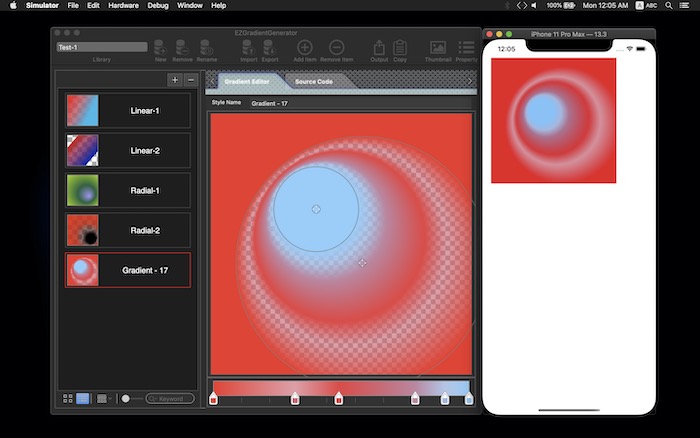 Simulator File Edit Hardware Debug Window Help 100% Mon 12:05 AM A ABC
EZGradientGenerator
Test-1
Library New Remove Rename Import Export Add Item Remove Item Output Copy Thumbnail Property
Gradient Editor Source Code
Style Name Gradient - 17
Linear-1
Linear-2
Radial-1
Radial-2
Gradient - 17
Keyword
iPhone 11 Pro Max — 13.3
12:05